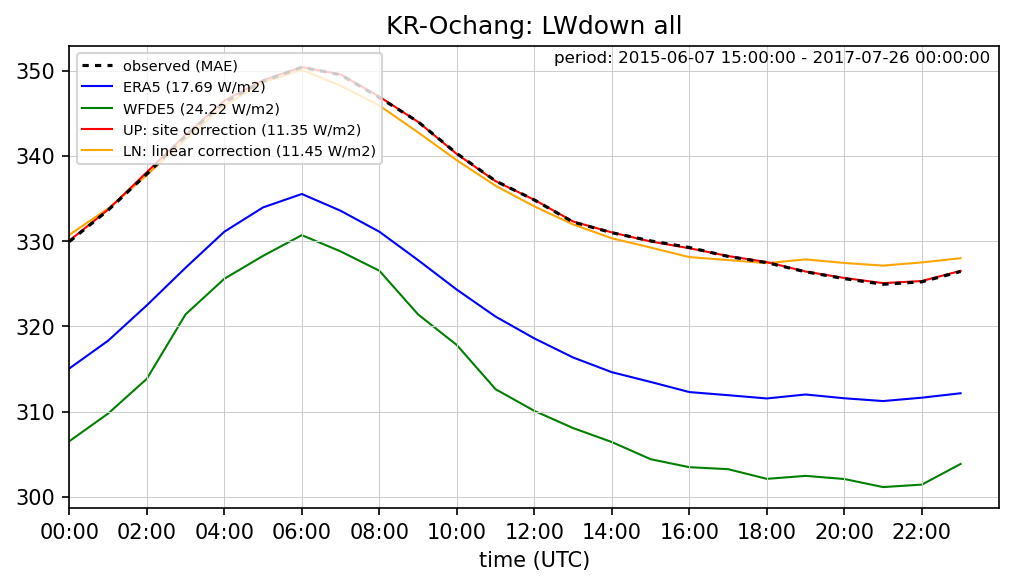 KR-Ochang: LWdown all
period: 2015-06-07 15:00:00 - 2017-07-26 00:00:00
observed (MAE)
ERA5 (17.69 W/m2)
WFDE5 (24.22 W/m2)
UP: site correction (11.35 W/m2)
LN: linear correction (11.45 W/m2)
350
340
330
320
310
300
00:00 02:00 04:00 06:00 08:00 10:00 12:00 14:00 16:00 18:00 20:00 22:00
time (UTC)